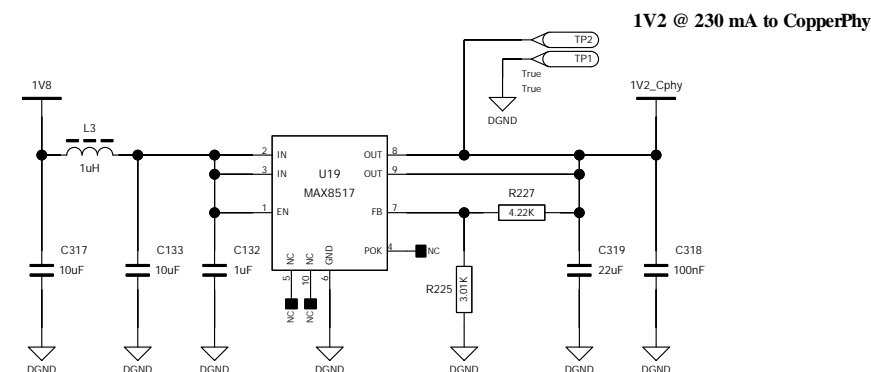 1V2 @ 230 mA to CopperPhy
TP2
TP1
True
True
1V8
1V2_Cphy
DGND
L3
1uH
2 IN
OUT 8
3 IN
U19
OUT 9
MAX8517
R227
1 EN
FB 7
4.22K
C317
C133
C132
POK 4
NC
C319
C318
10uF
10uF
1uF
NC
NC
GND
22uF
100nF
5
10
6
R225
3.01K
NC
NC
DGND
DGND
DGND
DGND
DGND
DGND
DGND